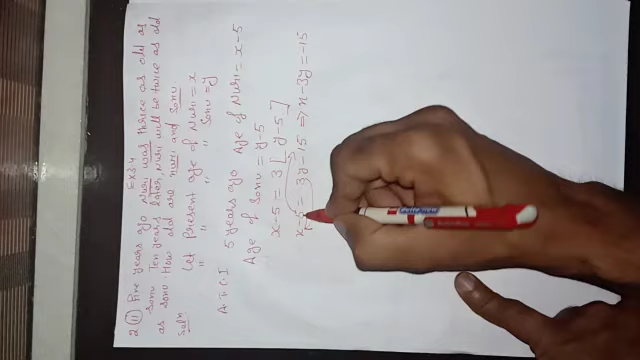 Ex 3.4
2 (ii) Five years ago Nuri was thrice as old as
Sonu Ten years later, Nuri will be twice as old
as Sonu How old are Nuri and Sonu
Soln Let Present age of Nuri = x
" " " Sonu = y
A.T.Q.I 5 years ago Age of Nuri = x-5
Age of Sonu = y-5
x-5 = 3[y-5]
x-5 = 3y-15 ⇒ x-3y = -15